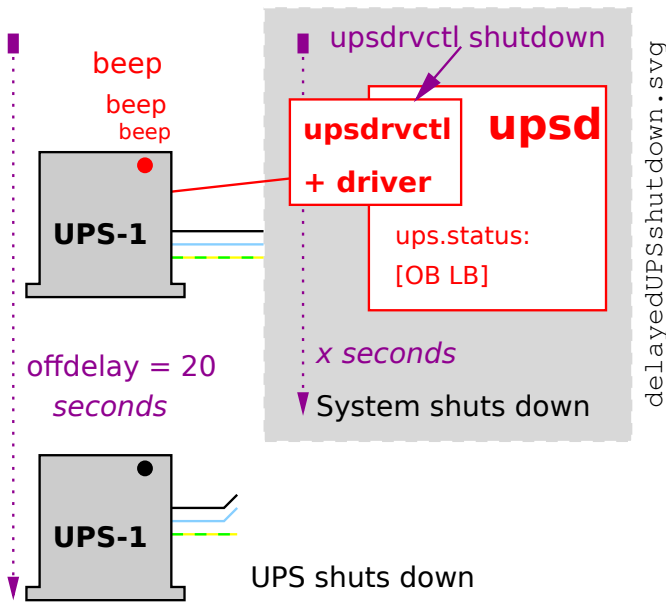 upsdrvctl shutdown
beep
beep
beep
upsdrvctl
+ driver
upsd
UPS-1
ups.status:
[OB LB]
offdelay = 20
seconds
x seconds
System shuts down
UPS-1
UPS shuts down
delayedUPSshutdown.svg